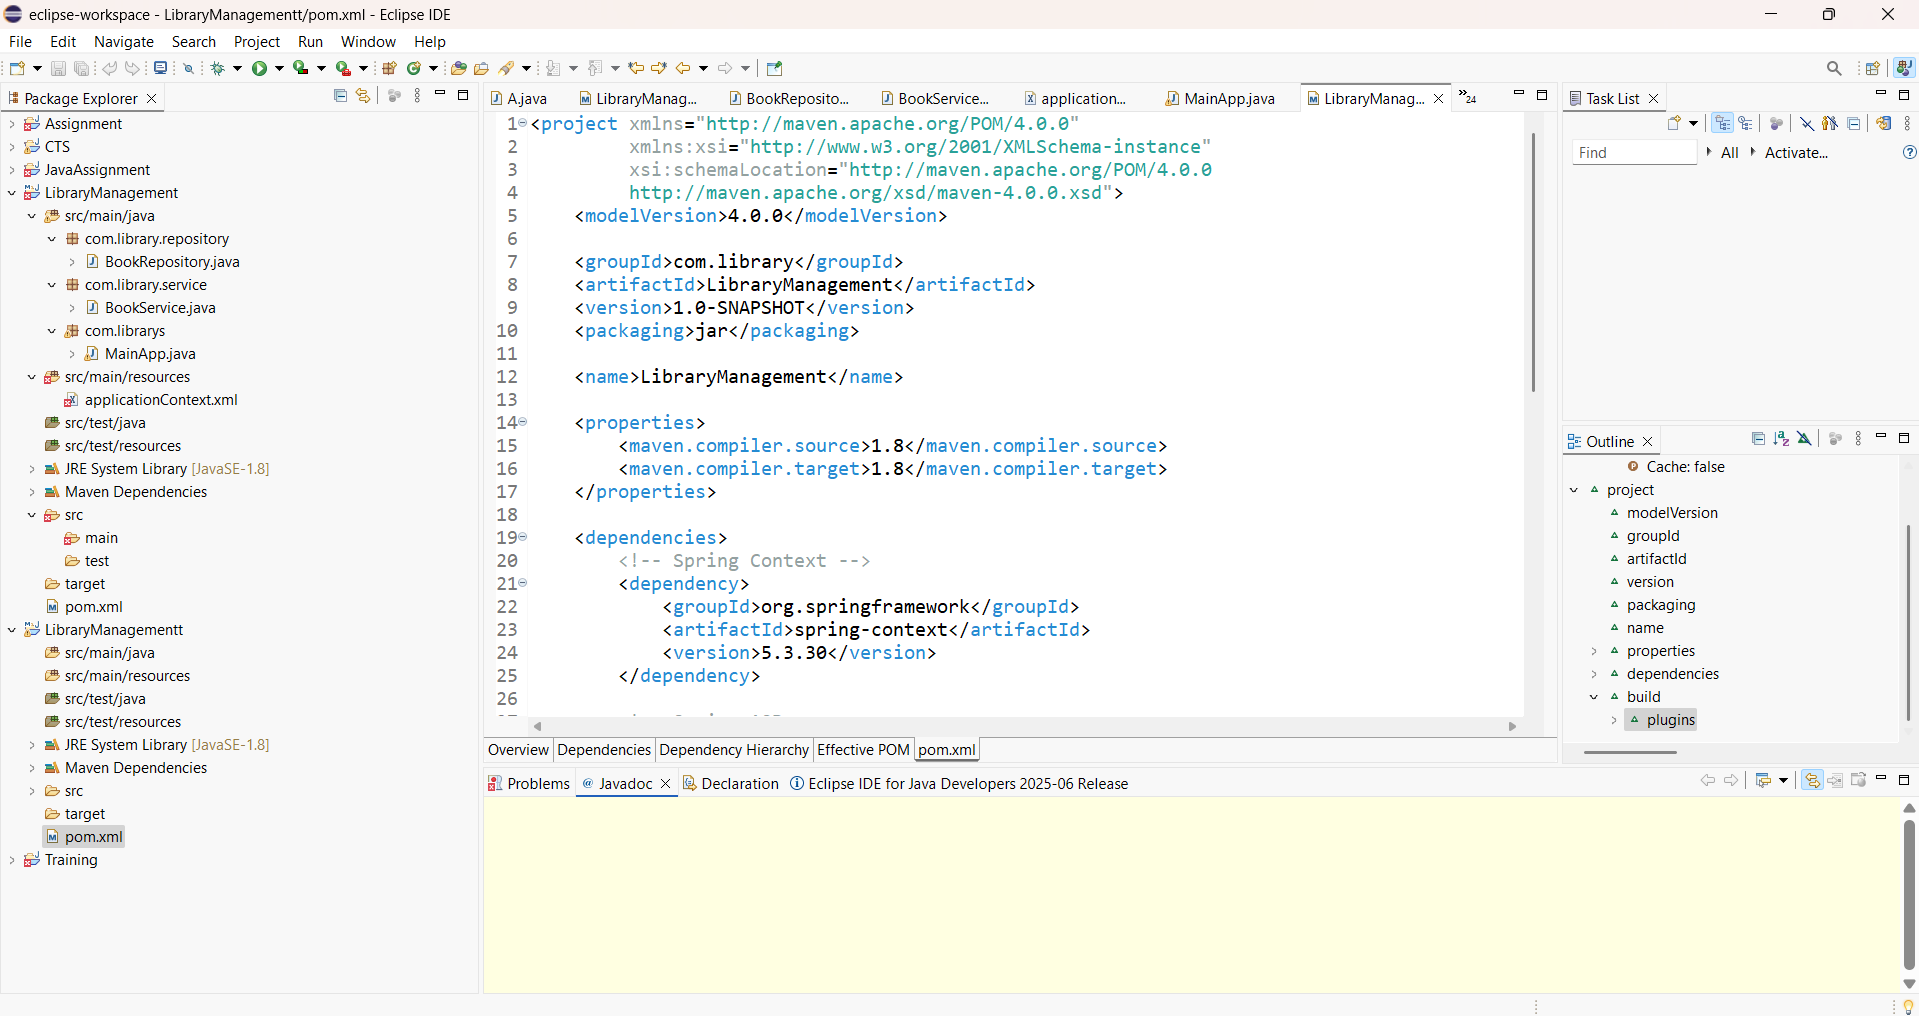 eclipse-workspace - LibraryManagementt/pom.xml - Eclipse IDE
File Edit Navigate Search Project Run Window Help
Package Explorer
Assignment
CTS
JavaAssignment
LibraryManagement
src/main/java
com.library.repository
BookRepository.java
com.library.service
BookService.java
com.librarys
MainApp.java
src/main/resources
applicationContext.xml
src/test/java
src/test/resources
JRE System Library [JavaSE-1.8]
Maven Dependencies
src
main
test
target
pom.xml
LibraryManagementt
src/main/java
src/main/resources
src/test/java
src/test/resources
JRE System Library [JavaSE-1.8]
Maven Dependencies
src
target
pom.xml
Training
A.java LibraryManag... BookReposito... BookService... application... MainApp.java LibraryManag... »24
1 <project xmlns="http://maven.apache.org/POM/4.0.0"
2 xmlns:xsi="http://www.w3.org/2001/XMLSchema-instance"
3 xsi:schemaLocation="http://maven.apache.org/POM/4.0.0
4 http://maven.apache.org/xsd/maven-4.0.0.xsd">
5 <modelVersion>4.0.0</modelVersion>
6
7 <groupId>com.library</groupId>
8 <artifactId>LibraryManagement</artifactId>
9 <version>1.0-SNAPSHOT</version>
10 <packaging>jar</packaging>
11
12 <name>LibraryManagement</name>
13
14 <properties>
15 <maven.compiler.source>1.8</maven.compiler.source>
16 <maven.compiler.target>1.8</maven.compiler.target>
17 </properties>
18
19 <dependencies>
20 <!-- Spring Context -->
21 <dependency>
22 <groupId>org.springframework</groupId>
23 <artifactId>spring-context</artifactId>
24 <version>5.3.30</version>
25 </dependency>
26
Overview Dependencies Dependency Hierarchy Effective POM pom.xml
Problems Javadoc Declaration Eclipse IDE for Java Developers 2025-06 Release
Task List
Find All Activate...
Outline
Cache: false
project
modelVersion
groupId
artifactId
version
packaging
name
properties
dependencies
build
plugins